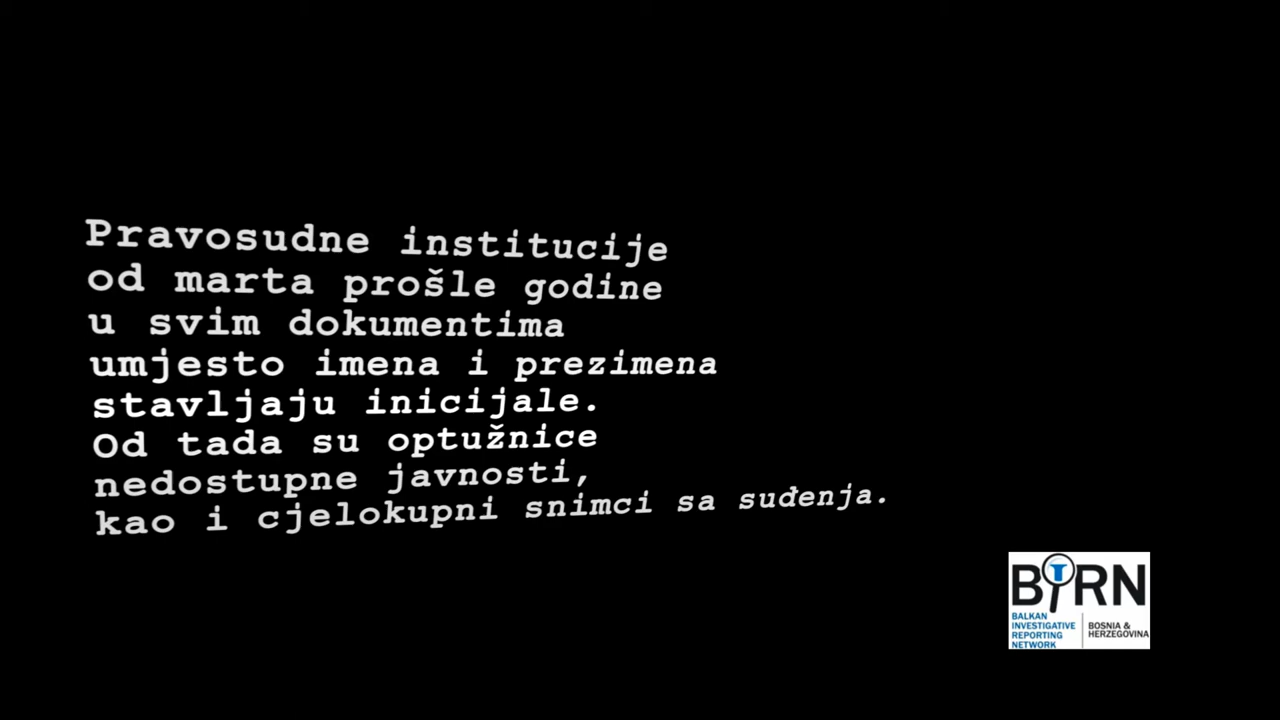 Pravosudne institucije
od marta prošle godine
u svim dokumentima
umjesto imena i prezimena
stavljaju inicijale.
Od tada su optužnice
nedostupne javnosti,
kao i cjelokupni snimci sa suđenja.
BIRN
BALKAN
INVESTIGATIVE
REPORTING
NETWORK
BOSNIA &
HERZEGOVINA